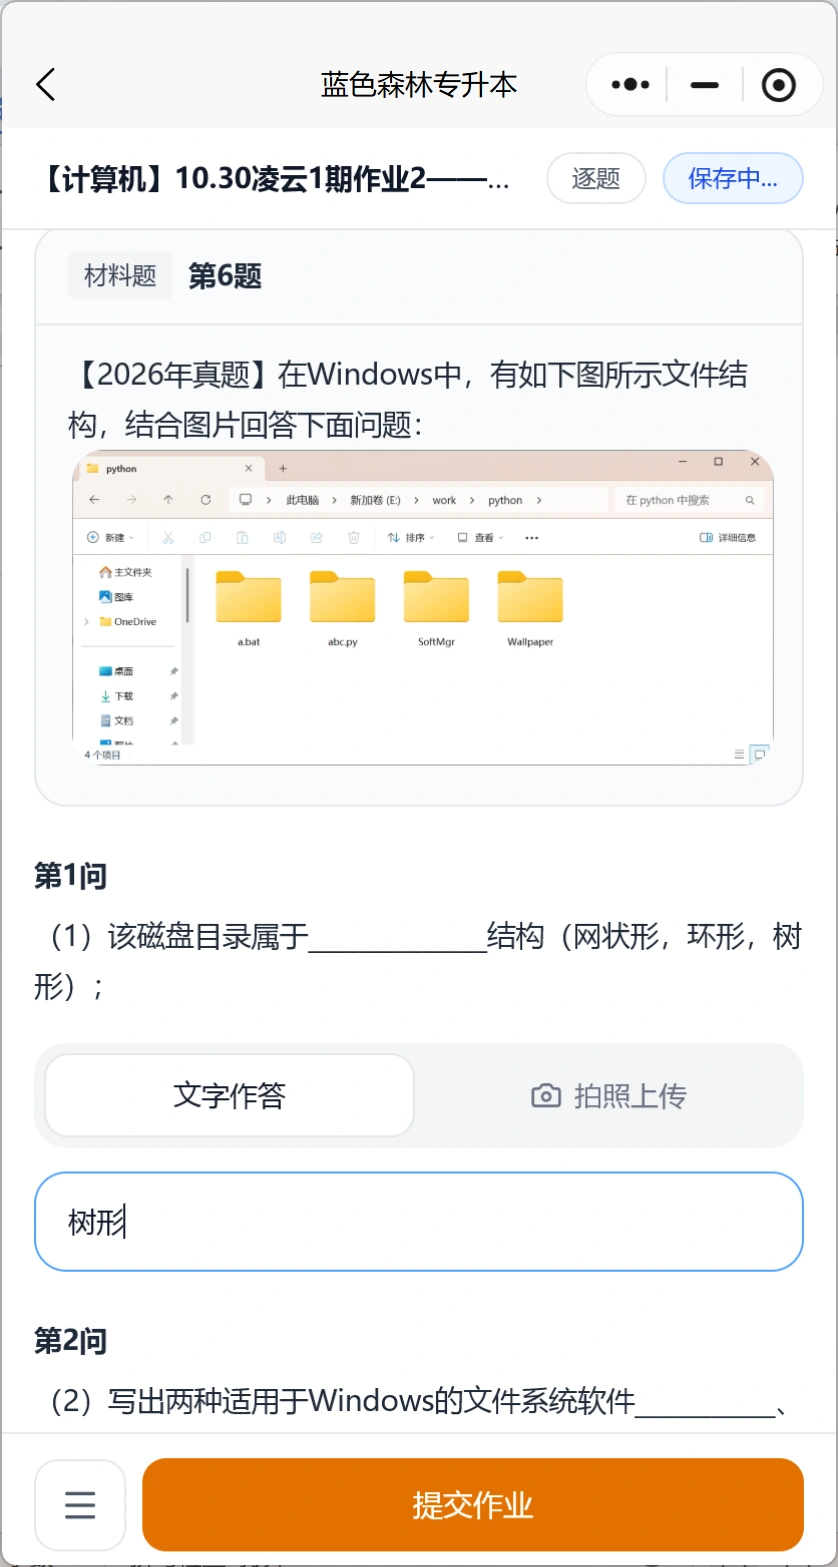 蓝色森林专升本
【计算机】10.30凌云1期作业2——...
逐题
保存中...
材料题
第6题
【2026年真题】在Windows中，有如下图所示文件结
构，结合图片回答下面问题：
python
此电脑 > 新加卷 (E:) > work > python >
在 python 中搜索
新建
排序
查看
详细信息
主文件夹
图库
OneDrive
桌面
下载
文档
a.bat
abc.py
SoftMgr
Wallpaper
4 个项目
第1问
（1）该磁盘目录属于____________结构（网状形，环形，树
形）；
文字作答
拍照上传
树形
第2问
（2）写出两种适用于Windows的文件系统软件_________、
提交作业